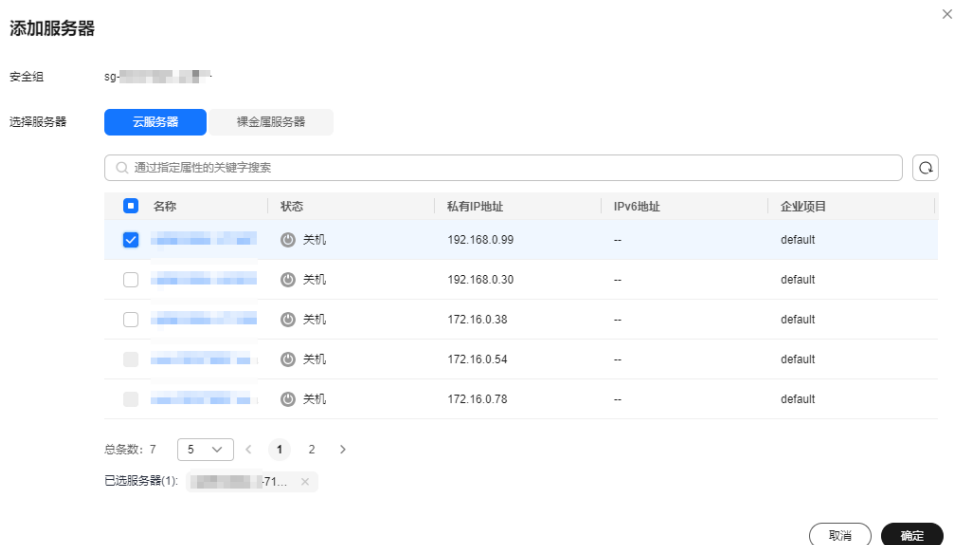 添加服务器
安全组 sg-
选择服务器 云服务器 裸金属服务器
通过指定属性的关键字搜索
名称 状态 私有IP地址 IPv6地址 企业项目
关机 192.168.0.99 -- default
关机 192.168.0.30 -- default
关机 172.16.0.38 -- default
关机 172.16.0.54 -- default
关机 172.16.0.78 -- default
总条数: 7 5 1 2
已选服务器(1): -71...
取消 确定